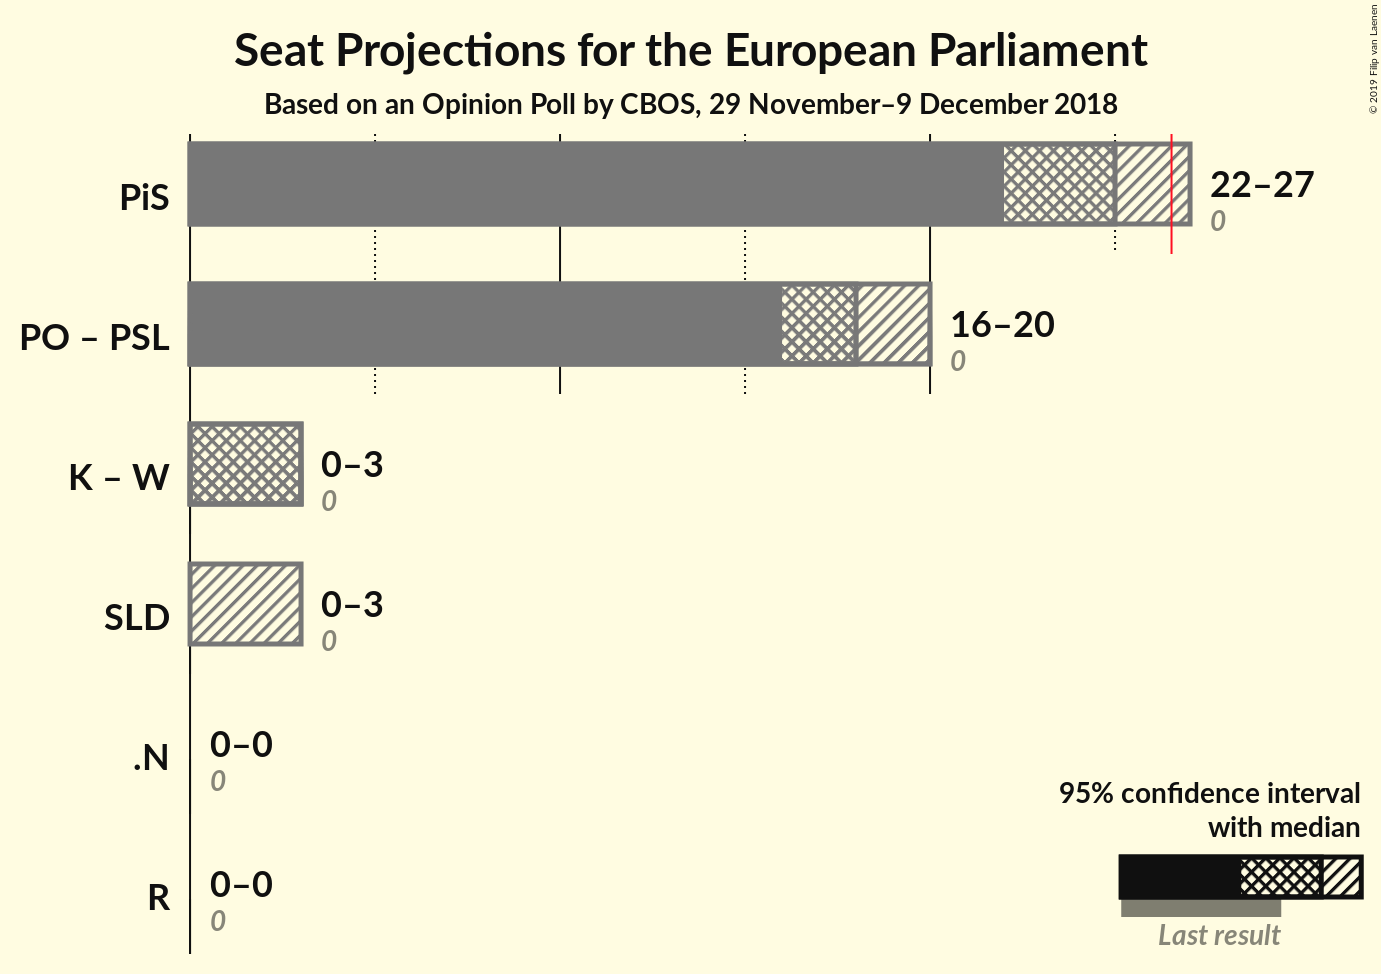 Seat Projections for the European Parliament
Based on an Opinion Poll by CBOS, 29 November–9 December 2018
© 2019 Filip van Laenen
PiS
22–27
0
PO – PSL
16–20
0
K – W
0–3
0
SLD
0–3
0
.N
0–0
0
R
0–0
0
95% confidence interval
with median
Last result